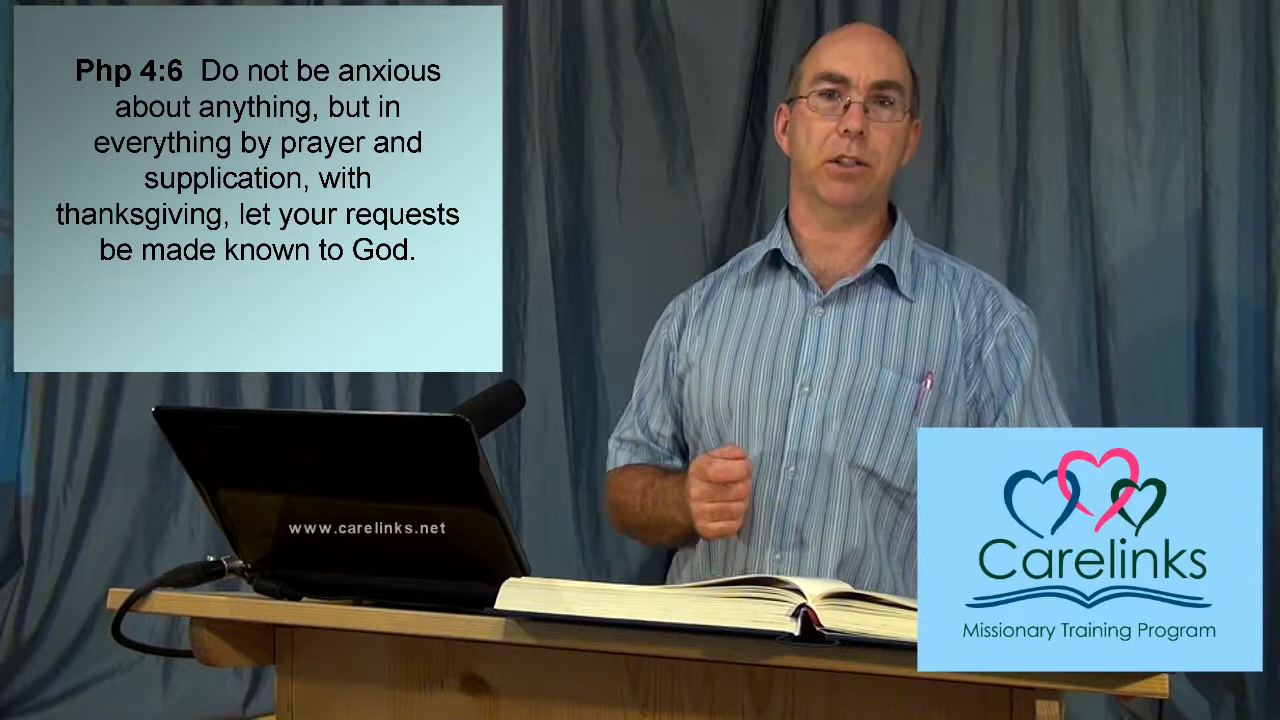 Php 4:6 Do not be anxious
about anything, but in
everything by prayer and
supplication, with
thanksgiving, let your requests
be made known to God.
www.carelinks.net
Carelinks
Missionary Training Program